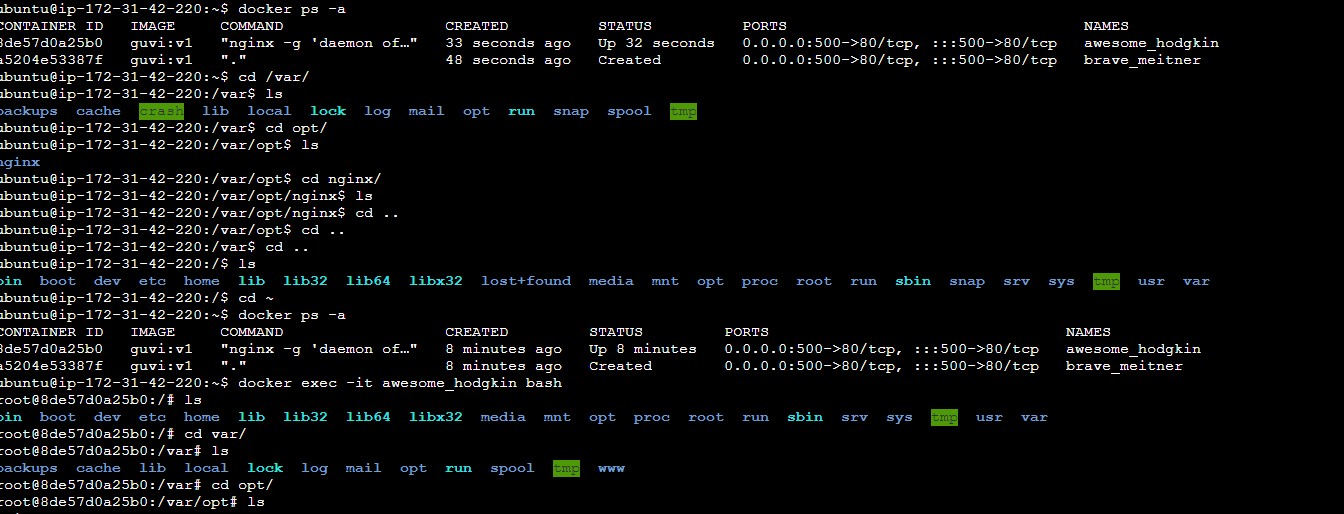 ubuntu@ip-172-31-42-220:~$ docker ps -a
CONTAINER ID   IMAGE     COMMAND                  CREATED          STATUS          PORTS                                   NAMES
8de57d0a25b0   guvi:v1   "nginx -g 'daemon of…"   33 seconds ago   Up 32 seconds   0.0.0.0:500->80/tcp, :::500->80/tcp   awesome_hodgkin
a5204e53387f   guvi:v1   "."                      48 seconds ago   Created         0.0.0.0:500->80/tcp, :::500->80/tcp   brave_meitner
ubuntu@ip-172-31-42-220:~$ cd /var/
ubuntu@ip-172-31-42-220:/var$ ls
backups  cache  crash  lib  local  lock  log  mail  opt  run  snap  spool  tmp
ubuntu@ip-172-31-42-220:/var$ cd opt/
ubuntu@ip-172-31-42-220:/var/opt$ ls
nginx
ubuntu@ip-172-31-42-220:/var/opt$ cd nginx/
ubuntu@ip-172-31-42-220:/var/opt/nginx$ ls
ubuntu@ip-172-31-42-220:/var/opt/nginx$ cd ..
ubuntu@ip-172-31-42-220:/var/opt$ cd ..
ubuntu@ip-172-31-42-220:/var$ cd ..
ubuntu@ip-172-31-42-220:/$ ls
bin  boot  dev  etc  home  lib  lib32  lib64  libx32  lost+found  media  mnt  opt  proc  root  run  sbin  snap  srv  sys  tmp  usr  var
ubuntu@ip-172-31-42-220:/$ cd ~
ubuntu@ip-172-31-42-220:~$ docker ps -a
CONTAINER ID   IMAGE     COMMAND                  CREATED         STATUS         PORTS                                   NAMES
8de57d0a25b0   guvi:v1   "nginx -g 'daemon of…"   8 minutes ago   Up 8 minutes   0.0.0.0:500->80/tcp, :::500->80/tcp   awesome_hodgkin
a5204e53387f   guvi:v1   "."                      8 minutes ago   Created        0.0.0.0:500->80/tcp, :::500->80/tcp   brave_meitner
ubuntu@ip-172-31-42-220:~$ docker exec -it awesome_hodgkin bash
root@8de57d0a25b0:/# ls
bin  boot  dev  etc  home  lib  lib32  lib64  libx32  media  mnt  opt  proc  root  run  sbin  srv  sys  tmp  usr  var
root@8de57d0a25b0:/# cd var/
root@8de57d0a25b0:/var# ls
backups  cache  lib  local  lock  log  mail  opt  run  spool  tmp  www
root@8de57d0a25b0:/var# cd opt/
root@8de57d0a25b0:/var/opt# ls